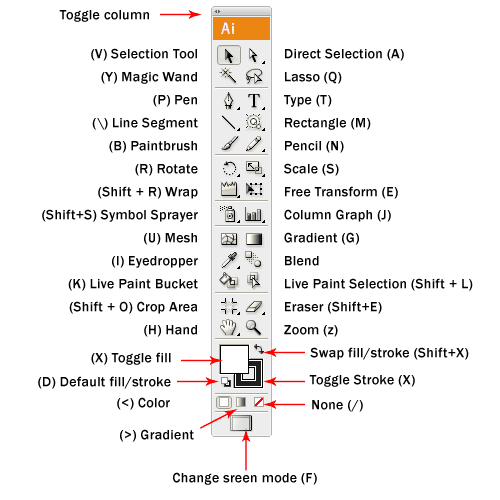 Toggle column
Ai
(V) Selection Tool Direct Selection (A)
(Y) Magic Wand Lasso (Q)
(P) Pen T Type (T)
(\) Line Segment Rectangle (M)
(B) Paintbrush Pencil (N)
(R) Rotate Scale (S)
(Shift + R) Wrap Free Transform (E)
(Shift+S) Symbol Sprayer Column Graph (J)
(U) Mesh Gradient (G)
(I) Eyedropper Blend
(K) Live Paint Bucket Live Paint Selection (Shift + L)
(Shift + O) Crop Area Eraser (Shift+E)
(H) Hand Zoom (z)
(X) Toggle fill Swap fill/stroke (Shift+X)
(D) Default fill/stroke Toggle Stroke (X)
(<) Color None (/)
(>) Gradient
Change sreen mode (F)